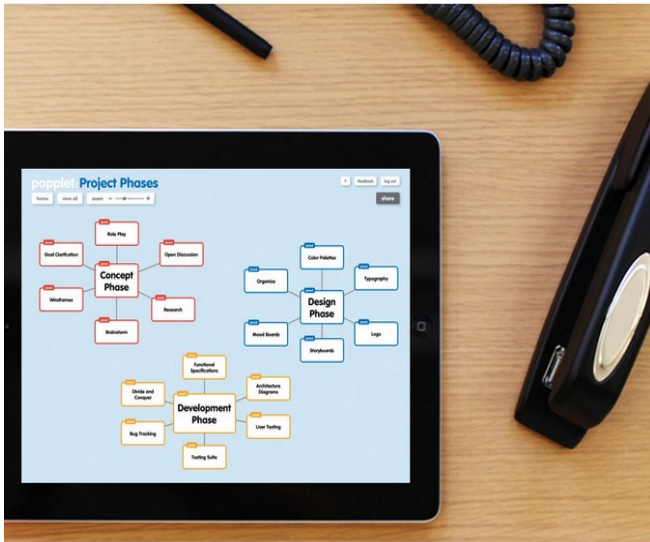 popplet: Project Phases
home
view all
zoom - +
?
feedback
log out
share
Role Play
Goal Clarification
Open Discussion
Concept
Phase
Wireframes
Research
Brainstorm
Color Palettes
Organize
Typography
Design
Phase
Mood Boards
Logo
Storyboards
Functional
Specifications
Divide and
Conquer
Architecture
Diagrams
Development
Phase
Bug Tracking
User Testing
Testing Suite